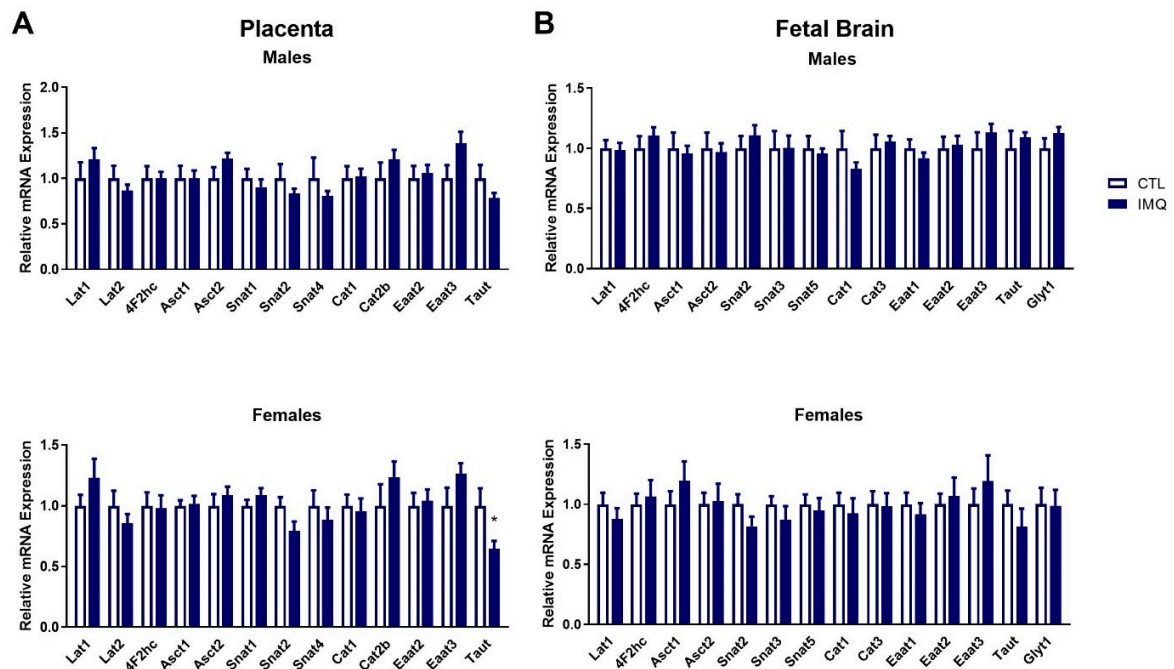 A
Placenta
Males
Relative mRNA Expression
2.0
1.5
1.0
0.5
0.0
Lat1 Lat2 4F2hc Asct1 Asct2 Snat1 Snat2 Snat4 Cat1 Cat2b Eaat2 Eaat3 Taut
Females
Relative mRNA Expression
1.5
1.0
0.5
0.0
*
Lat1 Lat2 4F2hc Asct1 Asct2 Snat1 Snat2 Snat4 Cat1 Cat2b Eaat2 Eaat3 Taut
B
Fetal Brain
Males
Relative mRNA Expression
1.5
1.0
0.5
0.0
Lat1 4F2hc Asct1 Asct2 Snat2 Snat3 Snat5 Cat1 Cat3 Eaat1 Eaat2 Eaat3 Taut Glyt1
CTL
IMQ
Females
Relative mRNA Expression
1.5
1.0
0.5
0.0
Lat1 4F2hc Asct1 Asct2 Snat2 Snat3 Snat5 Cat1 Cat3 Eaat1 Eaat2 Eaat3 Taut Glyt1